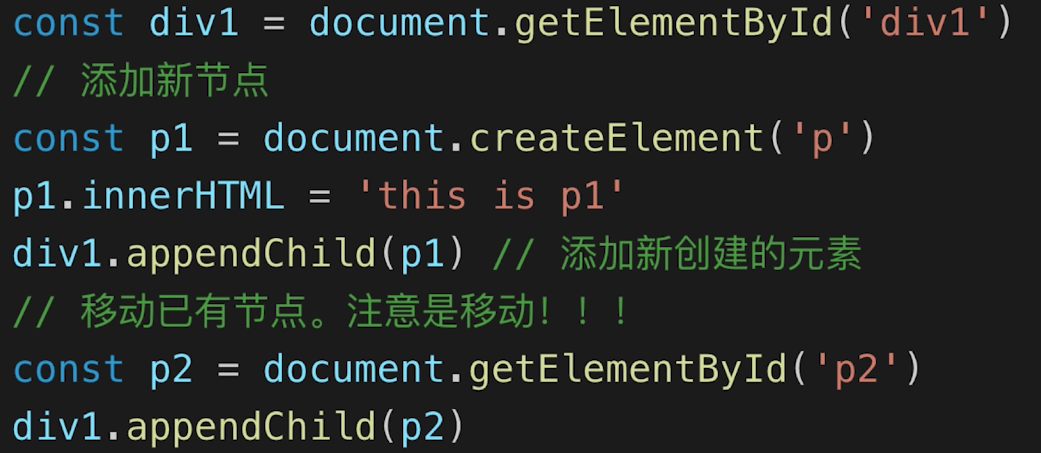 const div1 = document.getElementById('div1')
// 添加新节点
const p1 = document.createElement('p')
p1.innerHTML = 'this is p1'
div1.appendChild(p1) // 添加新创建的元素
// 移动已有节点。注意是移动！！！
const p2 = document.getElementById('p2')
div1.appendChild(p2)